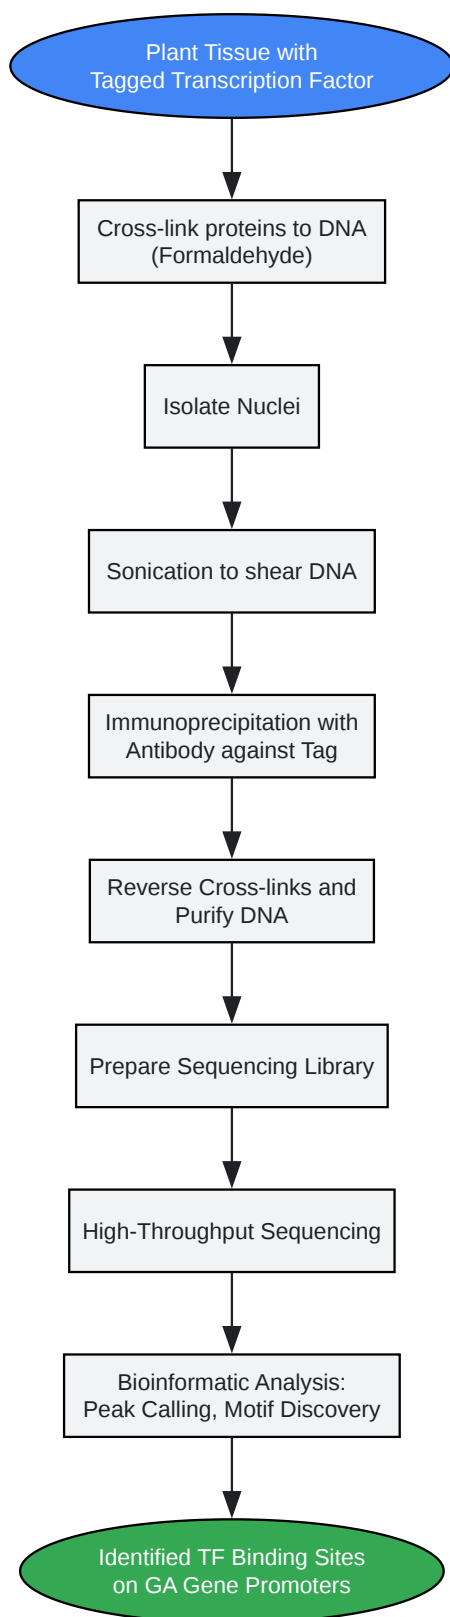 Plant Tissue with
Tagged Transcription Factor
Cross-link proteins to DNA
(Formaldehyde)
Isolate Nuclei
Sonication to shear DNA
Immunoprecipitation with
Antibody against Tag
Reverse Cross-links and
Purify DNA
Prepare Sequencing Library
High-Throughput Sequencing
Bioinformatic Analysis:
Peak Calling, Motif Discovery
Identified TF Binding Sites
on GA Gene Promoters